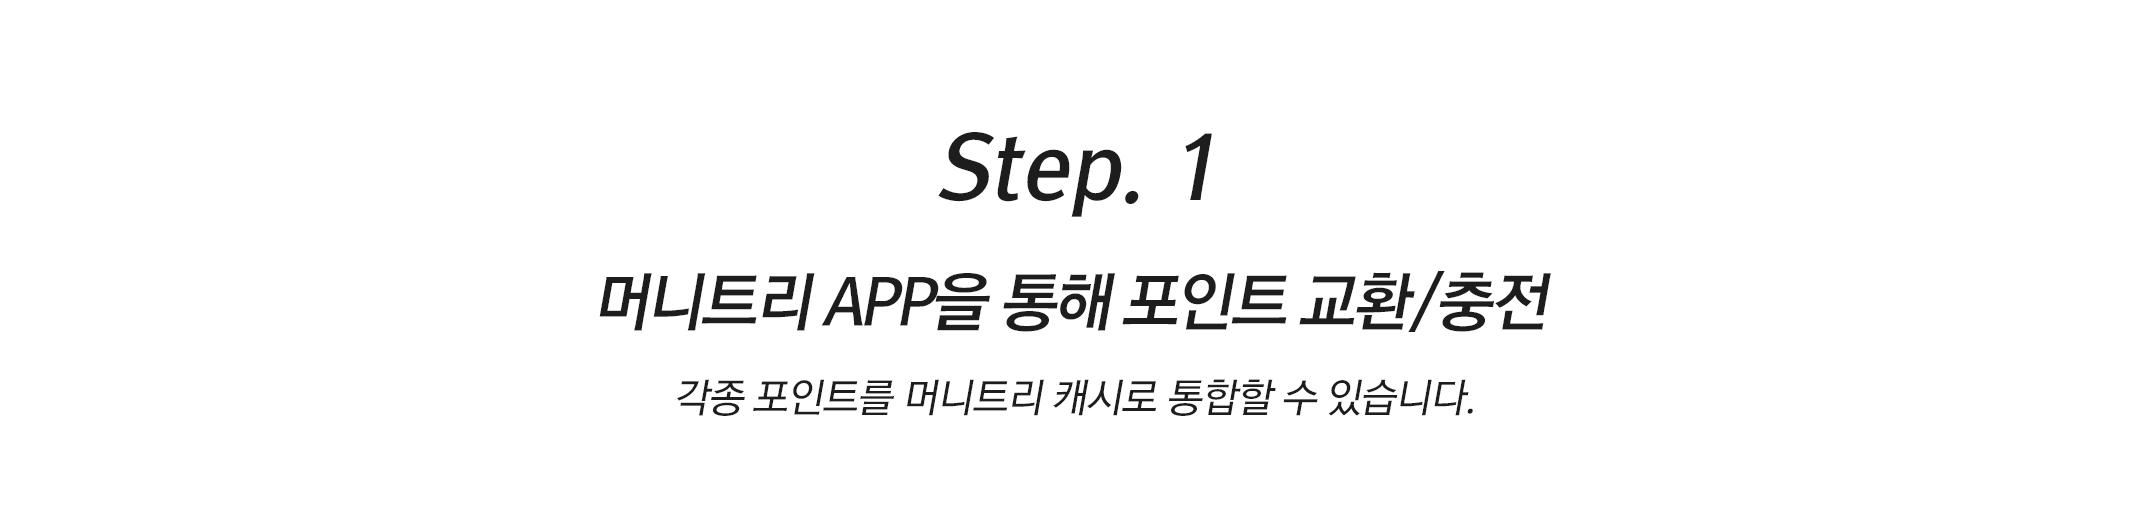 Step. 1
머니트리 APP을 통해 포인트 교환/충전
각종 포인트를 머니트리 캐시로 통합할 수 있습니다.